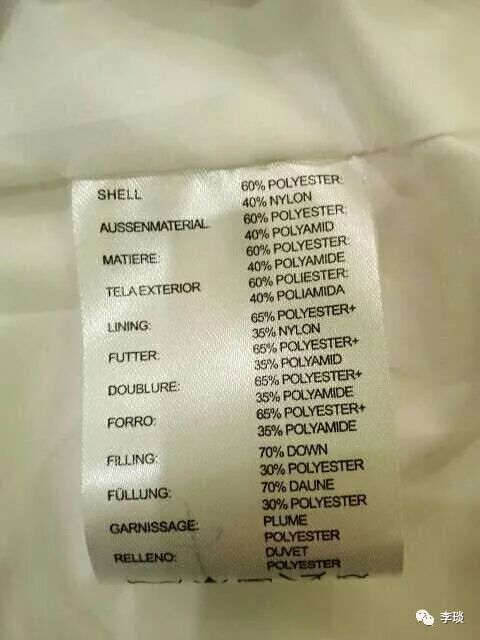 SHELL 60% POLYESTER:
40% NYLON
AUSSENMATERIAL 60% POLYESTER:
40% POLYAMID
MATIERE: 60% POLYESTER:
40% POLYAMIDE
TELA EXTERIOR 60% POLIESTER:
40% POLIAMIDA
LINING: 65% POLYESTER+
35% NYLON
FUTTER: 65% POLYESTER+
35% POLYAMID
DOUBLURE: 65% POLYESTER+
35% POLYAMIDE
FORRO: 65% POLYESTER+
35% POLYAMIDE
FILLING: 70% DOWN
30% POLYESTER
FÜLLUNG: 70% DAUNE
30% POLYESTER
GARNISSAGE: PLUME
POLYESTER
RELLENO: DUVET
POLYESTER
李琰